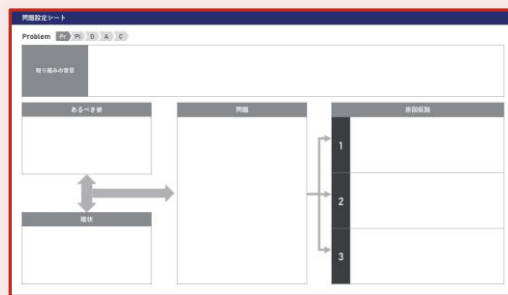 問題設定シート
Problem Pr Pl D A C
取り組みの背景
あるべき姿
現状
問題
原因仮説
1
2
3